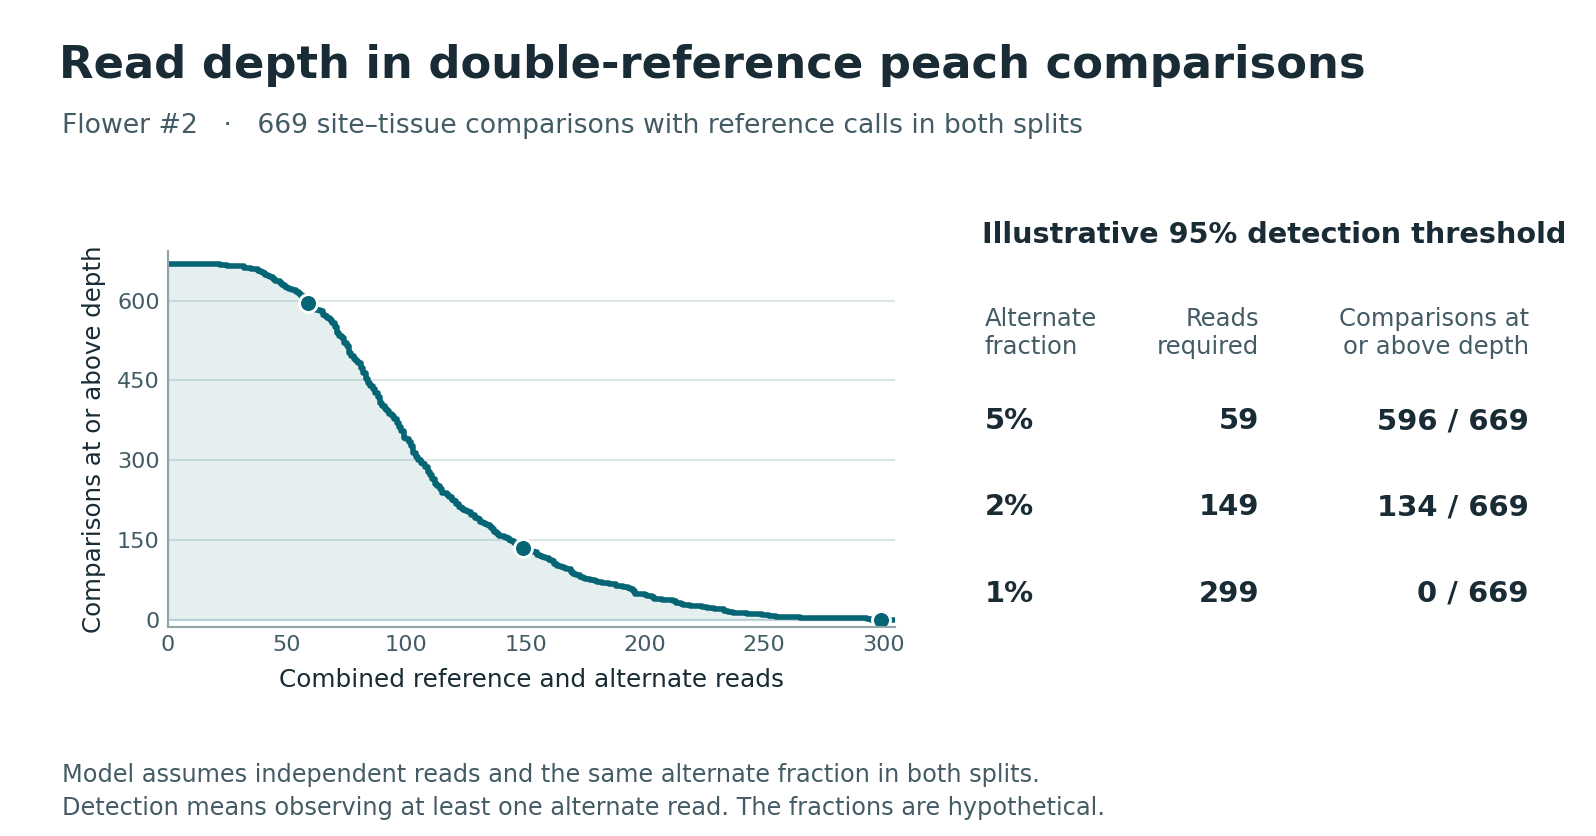 Read depth in double-reference peach comparisons
Flower #2 · 669 site–tissue comparisons with reference calls in both splits
Comparisons at or above depth
600
450
300
150
0
0 50 100 150 200 250 300
Combined reference and alternate reads
Illustrative 95% detection threshold
Alternate fraction Reads required Comparisons at or above depth
5% 59 596 / 669
2% 149 134 / 669
1% 299 0 / 669
Model assumes independent reads and the same alternate fraction in both splits.
Detection means observing at least one alternate read. The fractions are hypothetical.